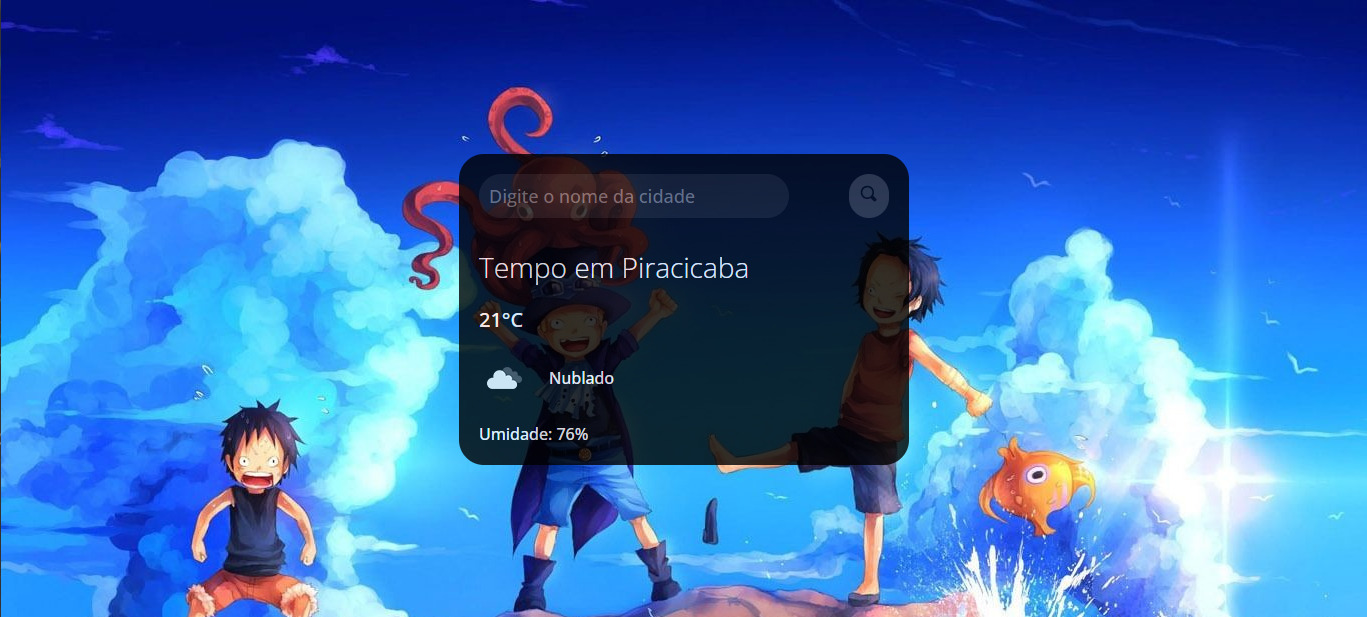 Digite o nome da cidade
Tempo em Piracicaba
21°C
Nublado
Umidade: 76%